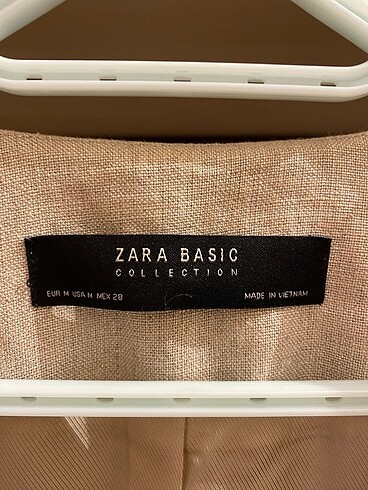 ZARA BASIC
COLLECTION
EUR M USA M MEX 28 MADE IN VIETNAM